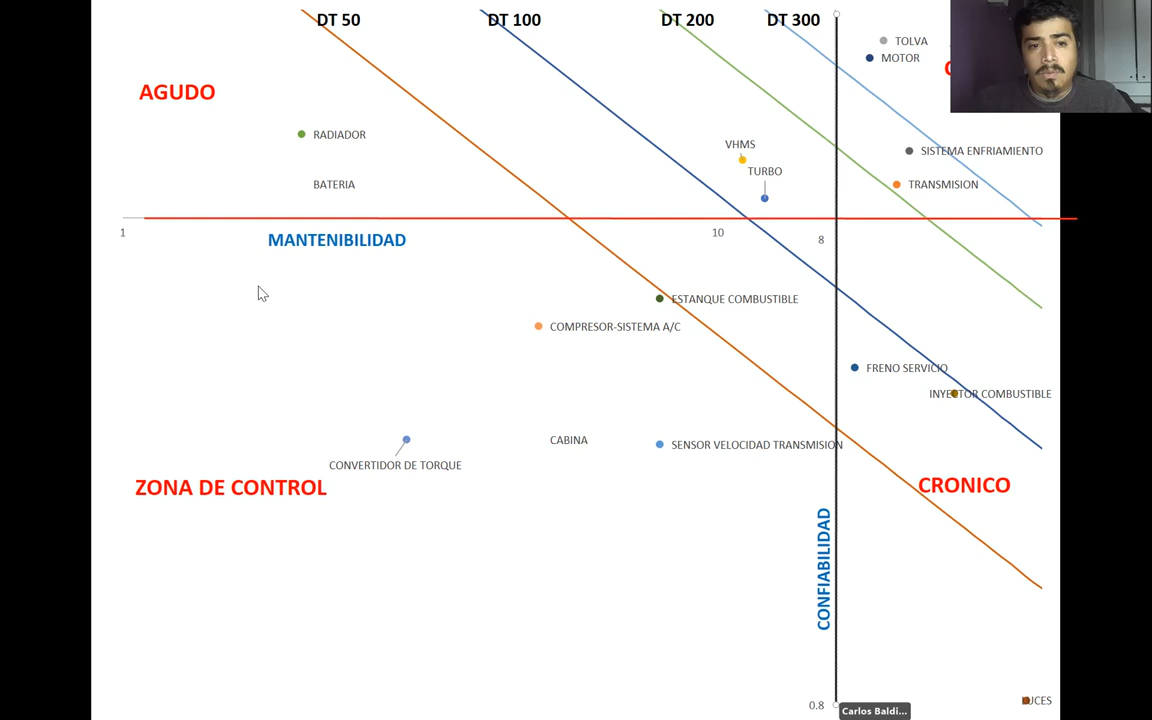 DT 50
DT 100
DT 200
DT 300
TOLVA
MOTOR
C
AGUDO
RADIADOR
VHMS
SISTEMA ENFRIAMIENTO
TURBO
BATERIA
TRANSMISION
1
10
8
MANTENIBILIDAD
ESTANQUE COMBUSTIBLE
COMPRESOR-SISTEMA A/C
FRENO SERVICIO
INYECTOR COMBUSTIBLE
CABINA
SENSOR VELOCIDAD TRANSMISION
CONVERTIDOR DE TORQUE
ZONA DE CONTROL
CRONICO
CONFIABILIDAD
LUCES
0.8
Carlos Baldi...